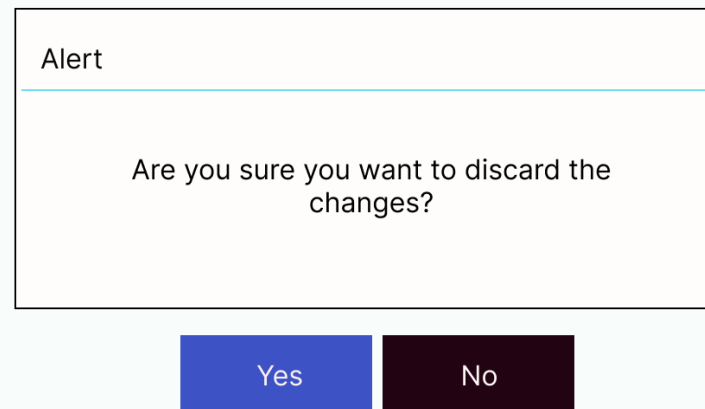 Alert
Are you sure you want to discard the
changes?
Yes
No